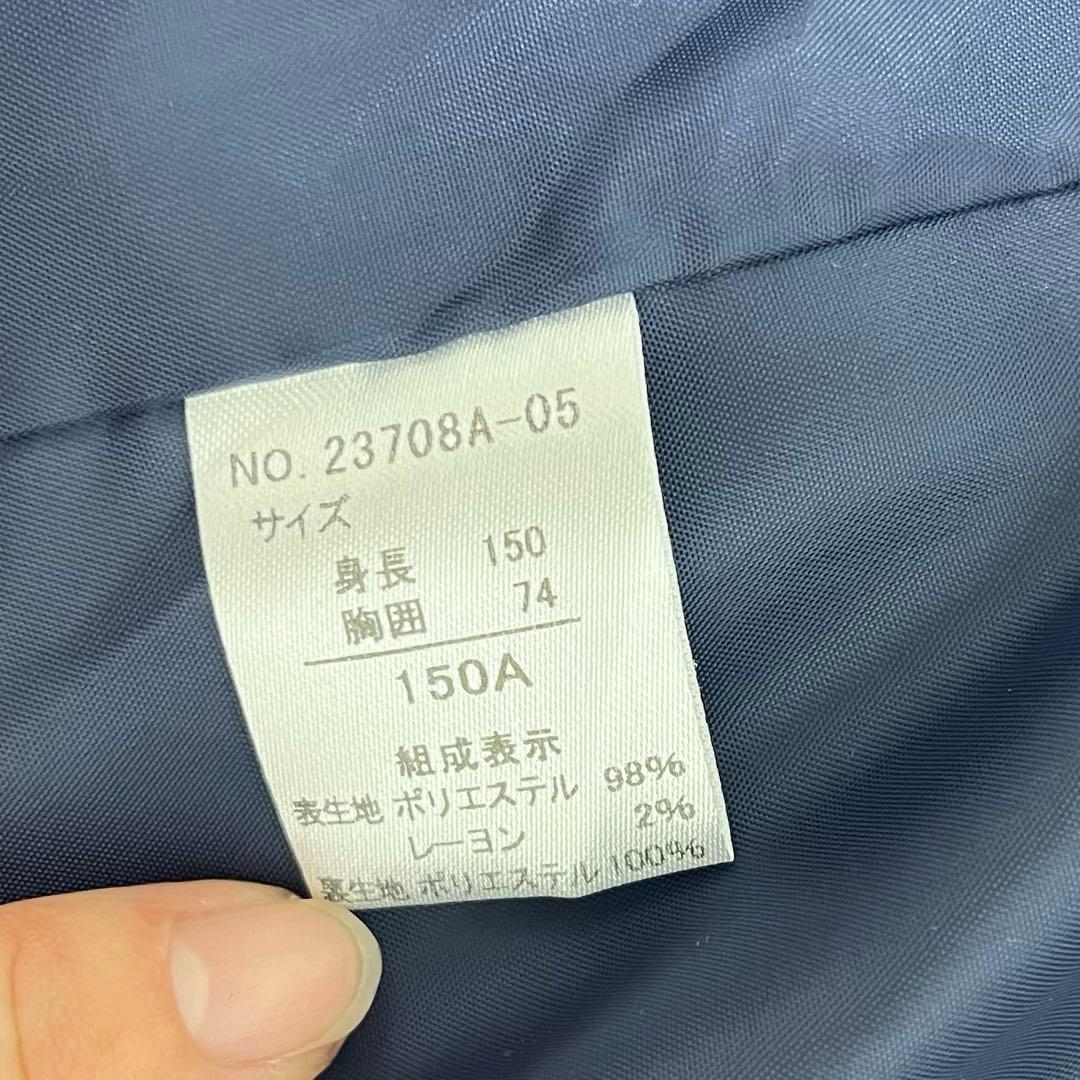 NO. 23708A-05
サイズ
身長 150
胸囲 74
150A
組成表示
表生地 ポリエステル 98%
レーヨン 2%
裏生地 ポリエステル 100%